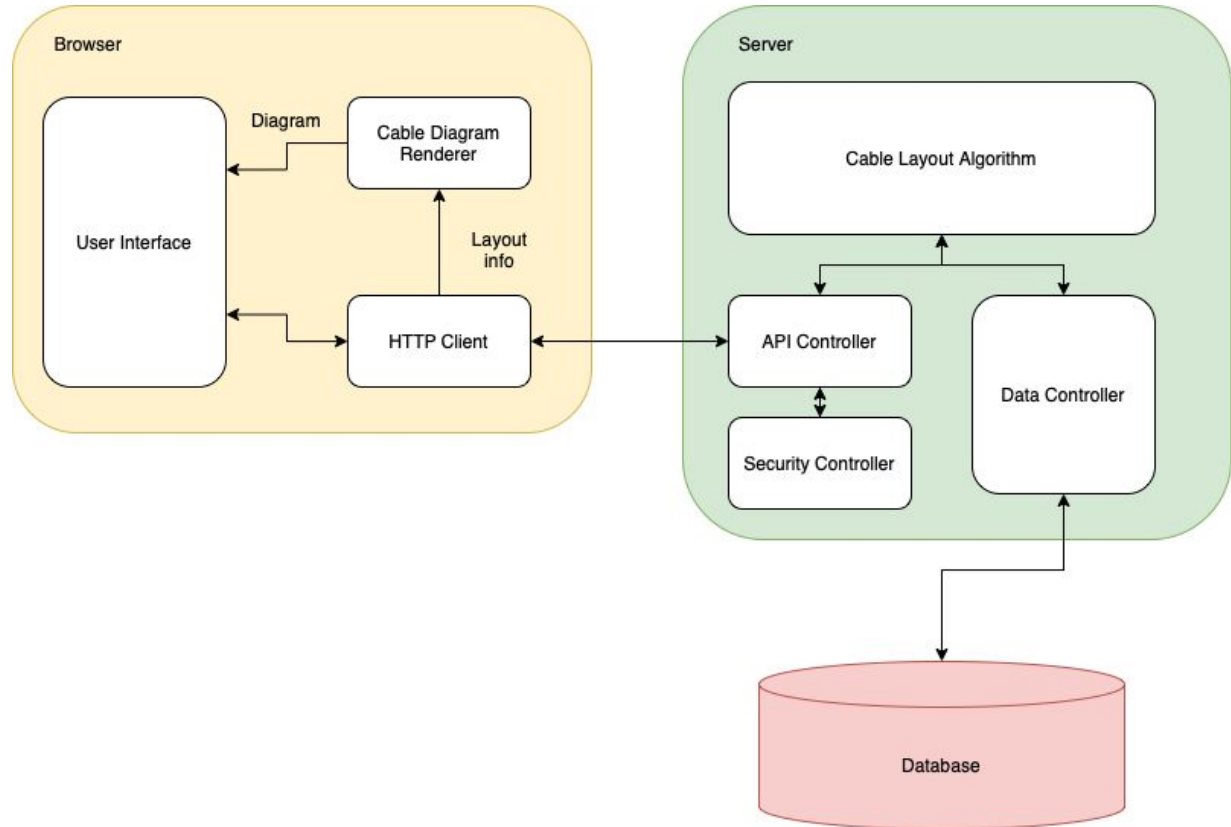 Browser
Diagram
Cable Diagram
Renderer
User Interface
Layout
info
HTTP Client
Server
Cable Layout Algorithm
API Controller
Data Controller
Security Controller
Database